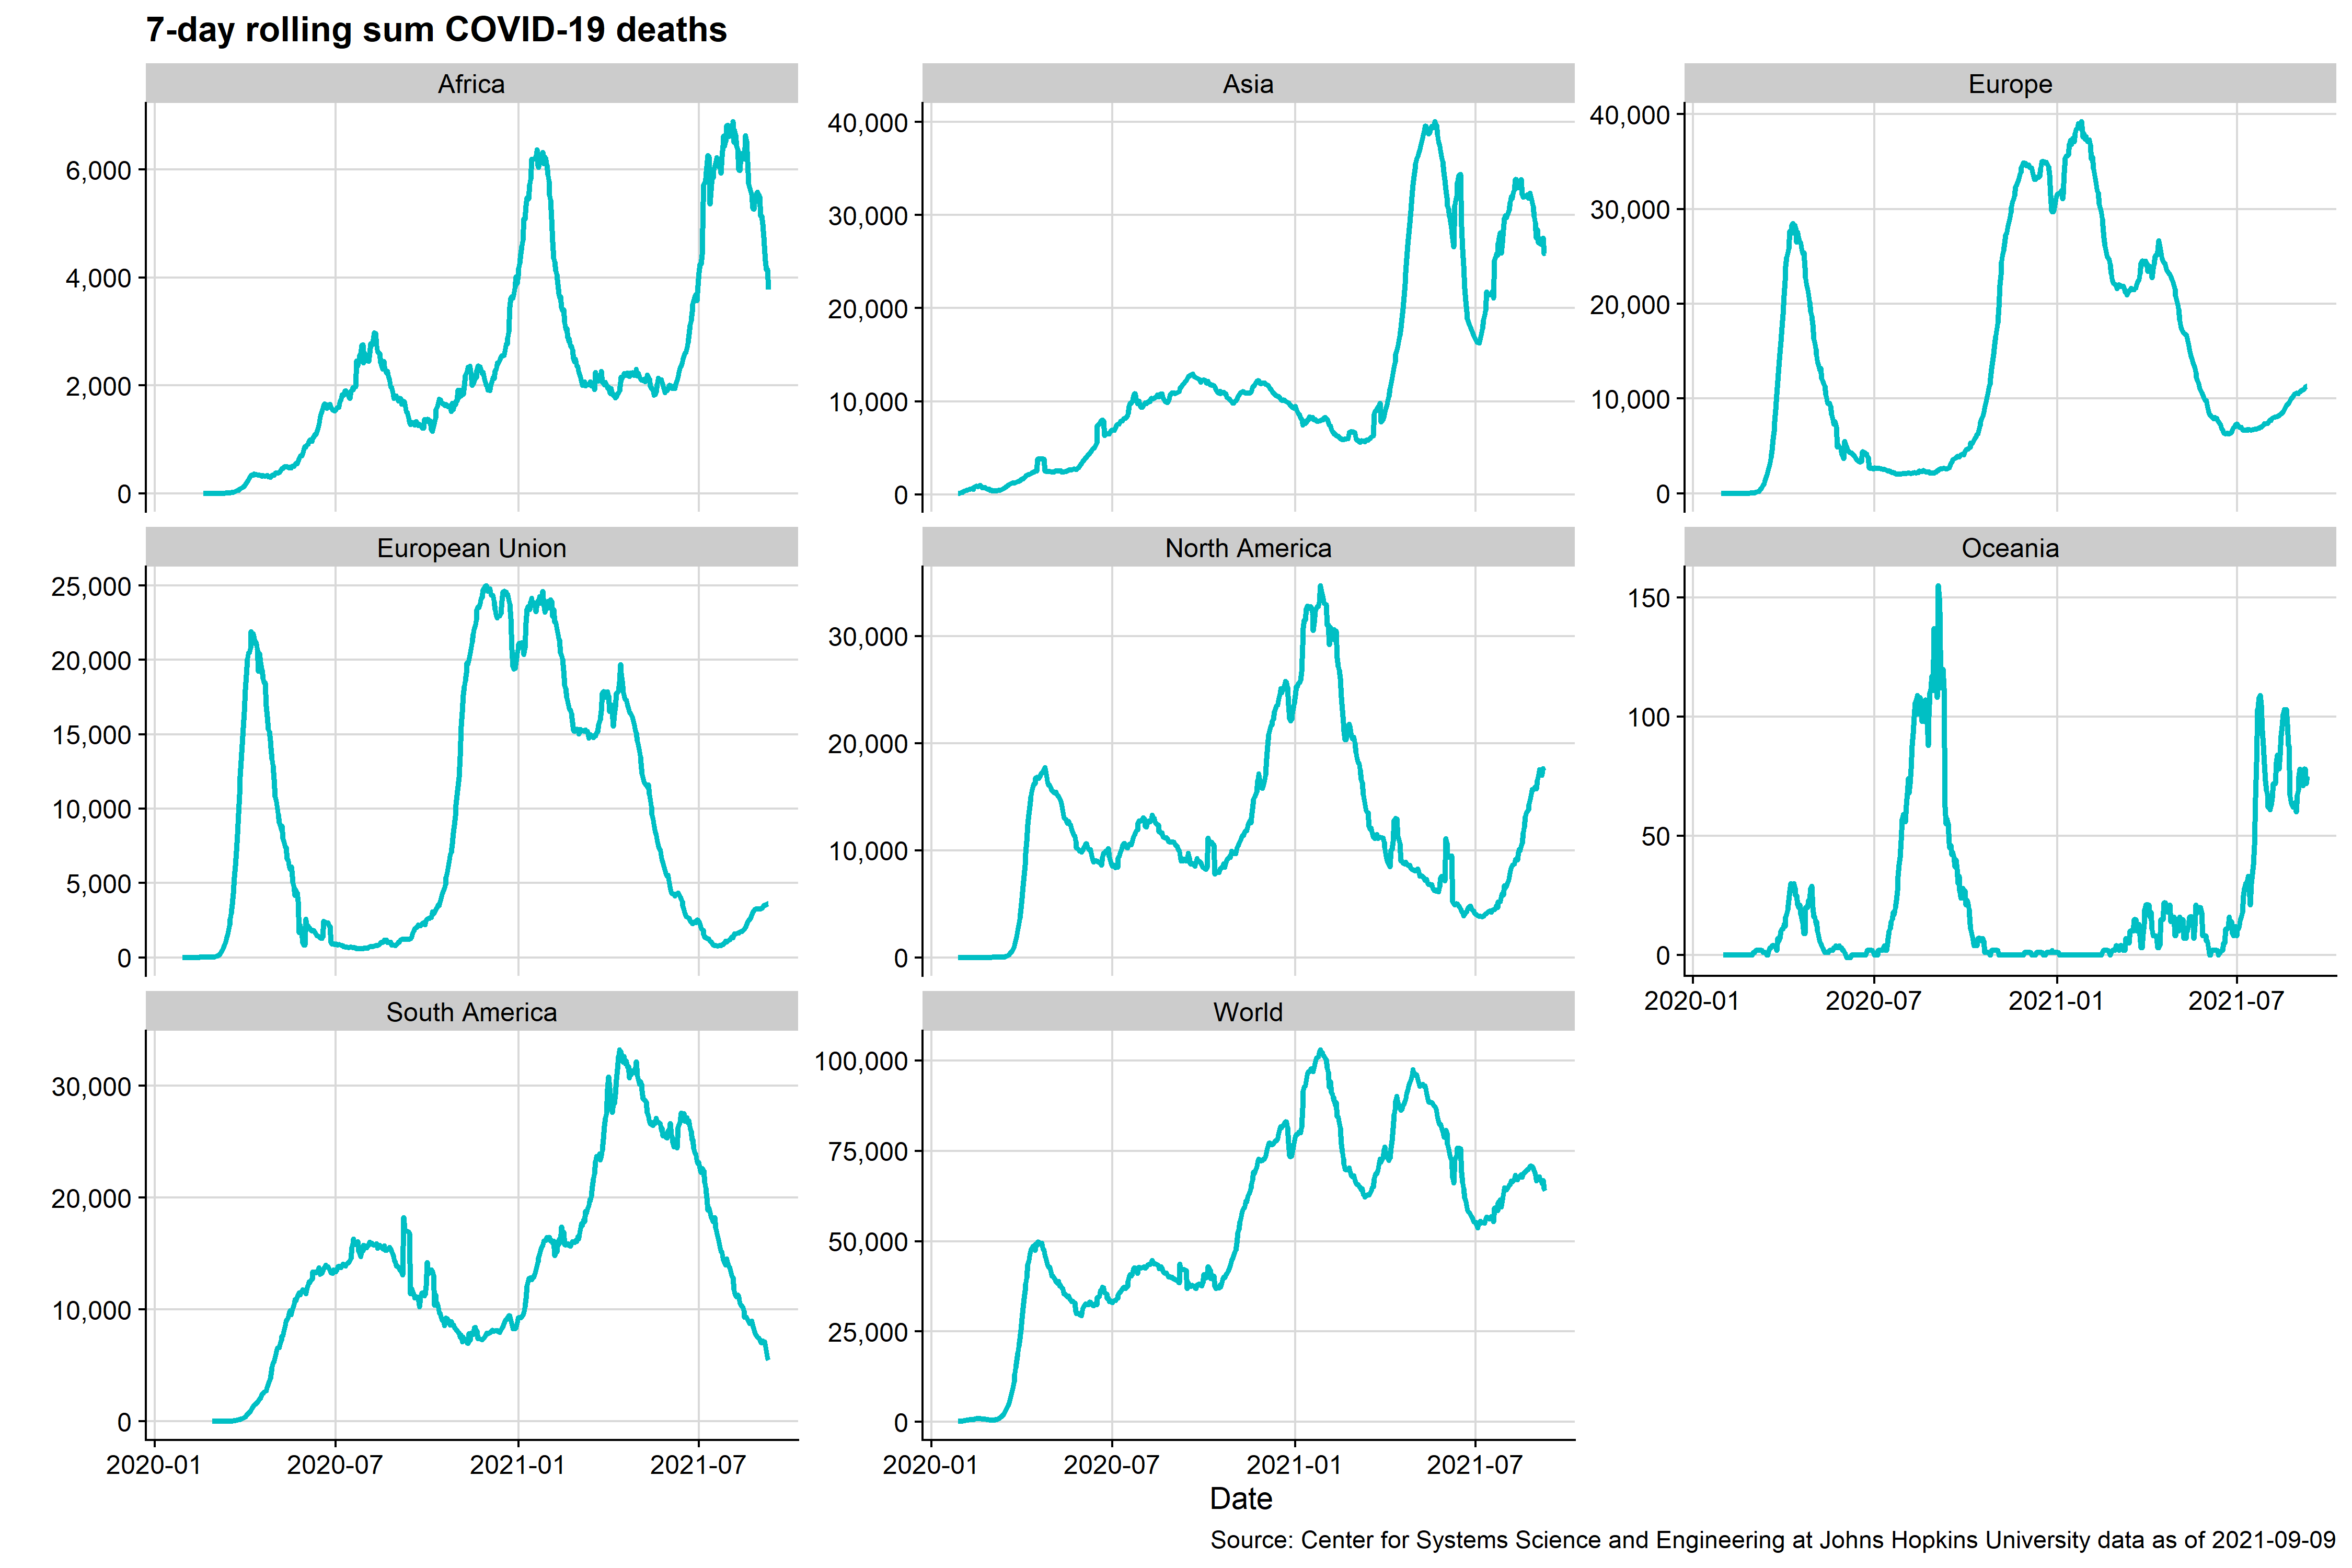 7-day rolling sum COVID-19 deaths
Africa
Asia
Europe
6,000
4,000
2,000
0
40,000
30,000
20,000
10,000
0
40,000
30,000
20,000
10,000
0
European Union
North America
Oceania
25,000
20,000
15,000
10,000
5,000
0
30,000
20,000
10,000
0
150
100
50
0
2020-01 2020-07 2021-01 2021-07
South America
World
30,000
20,000
10,000
0
100,000
75,000
50,000
25,000
0
2020-01 2020-07 2021-01 2021-07
2020-01 2020-07 2021-01 2021-07
Date
Source: Center for Systems Science and Engineering at Johns Hopkins University data as of 2021-09-09